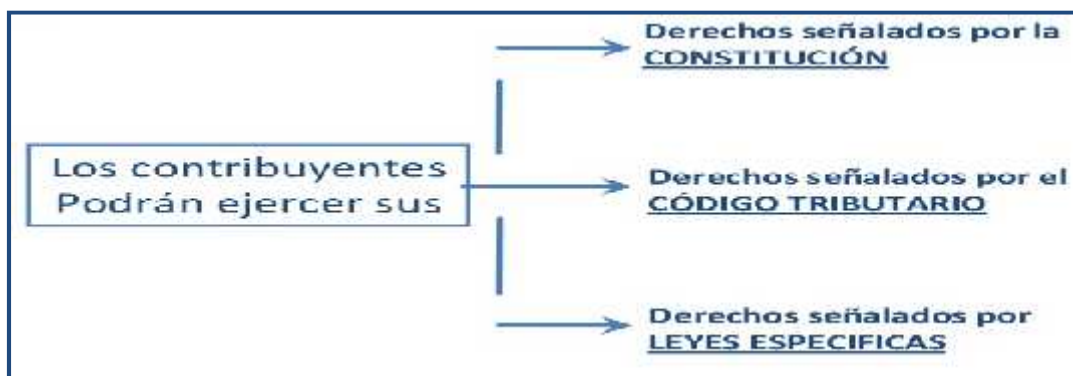 Los contribuyentes
Podrán ejercer sus
Derechos señalados por la
CONSTITUCIÓN
Derechos señalados por el
CÓDIGO TRIBUTARIO
Derechos señalados por
LEYES ESPECIFICAS